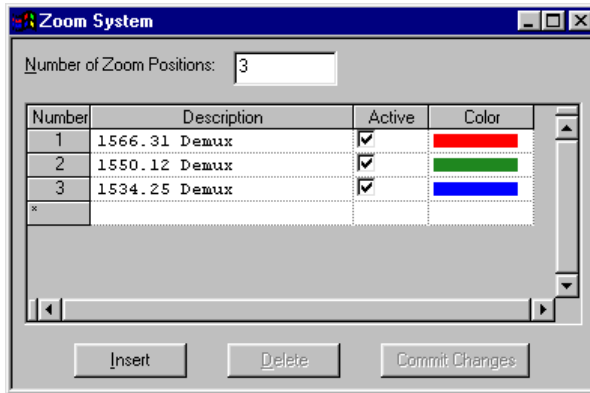 Zoom System
Number of Zoom Positions: 3
Number Description Active Color
1 1566.31 Demux
2 1550.12 Demux
3 1534.25 Demux
*
Insert Delete Commit Changes